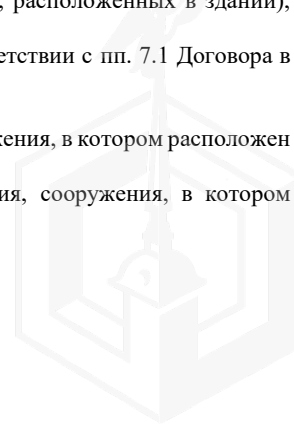 , расположенных в здании),
етствии с пп. 7.1 Договора в
жения, в котором расположен
ия, сооружения, в котором